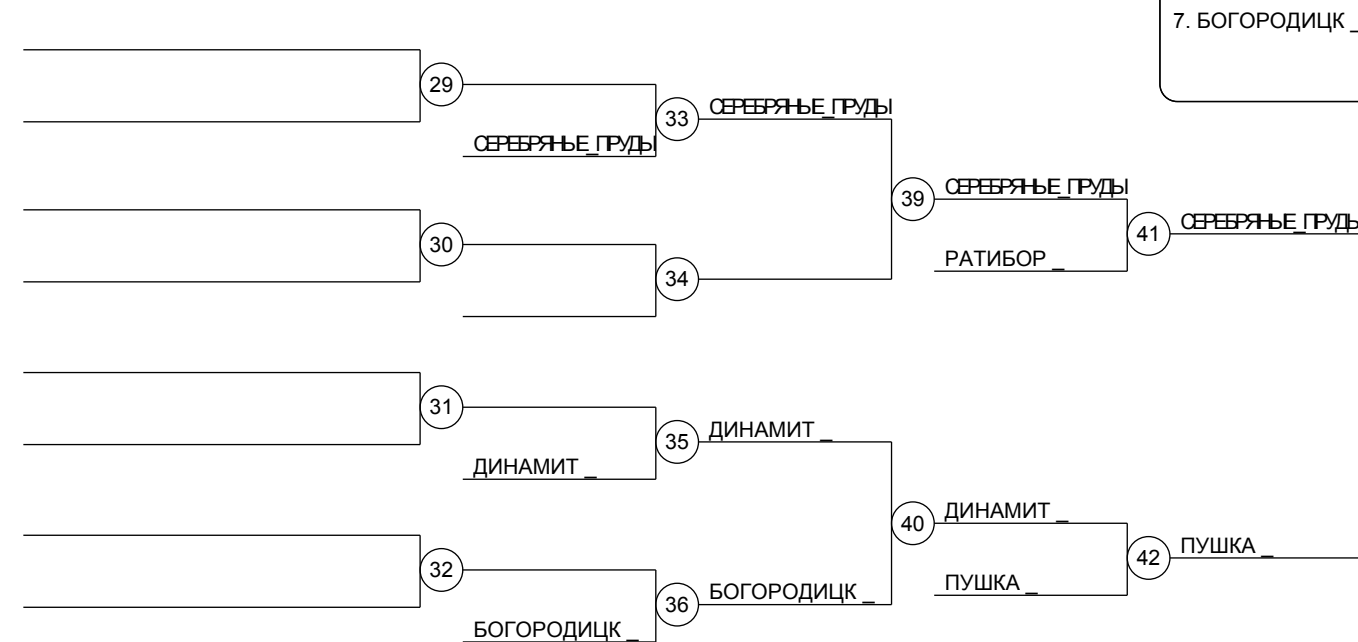 7. БОГОРОДИЦК _
29
33
СЕРЕБРЯНЫЕ_ПРУДЫ
СЕРЕБРЯНЫЕ_ПРУДЫ
39
СЕРЕБРЯНЫЕ_ПРУДЫ
30
41
СЕРЕБРЯНЫЕ_ПРУДЫ
РАТИБОР _
34
31
35
ДИНАМИТ _
ДИНАМИТ _
40
ДИНАМИТ _
32
42
ПУШКА _
36
БОГОРОДИЦК _
ПУШКА _
БОГОРОДИЦК _